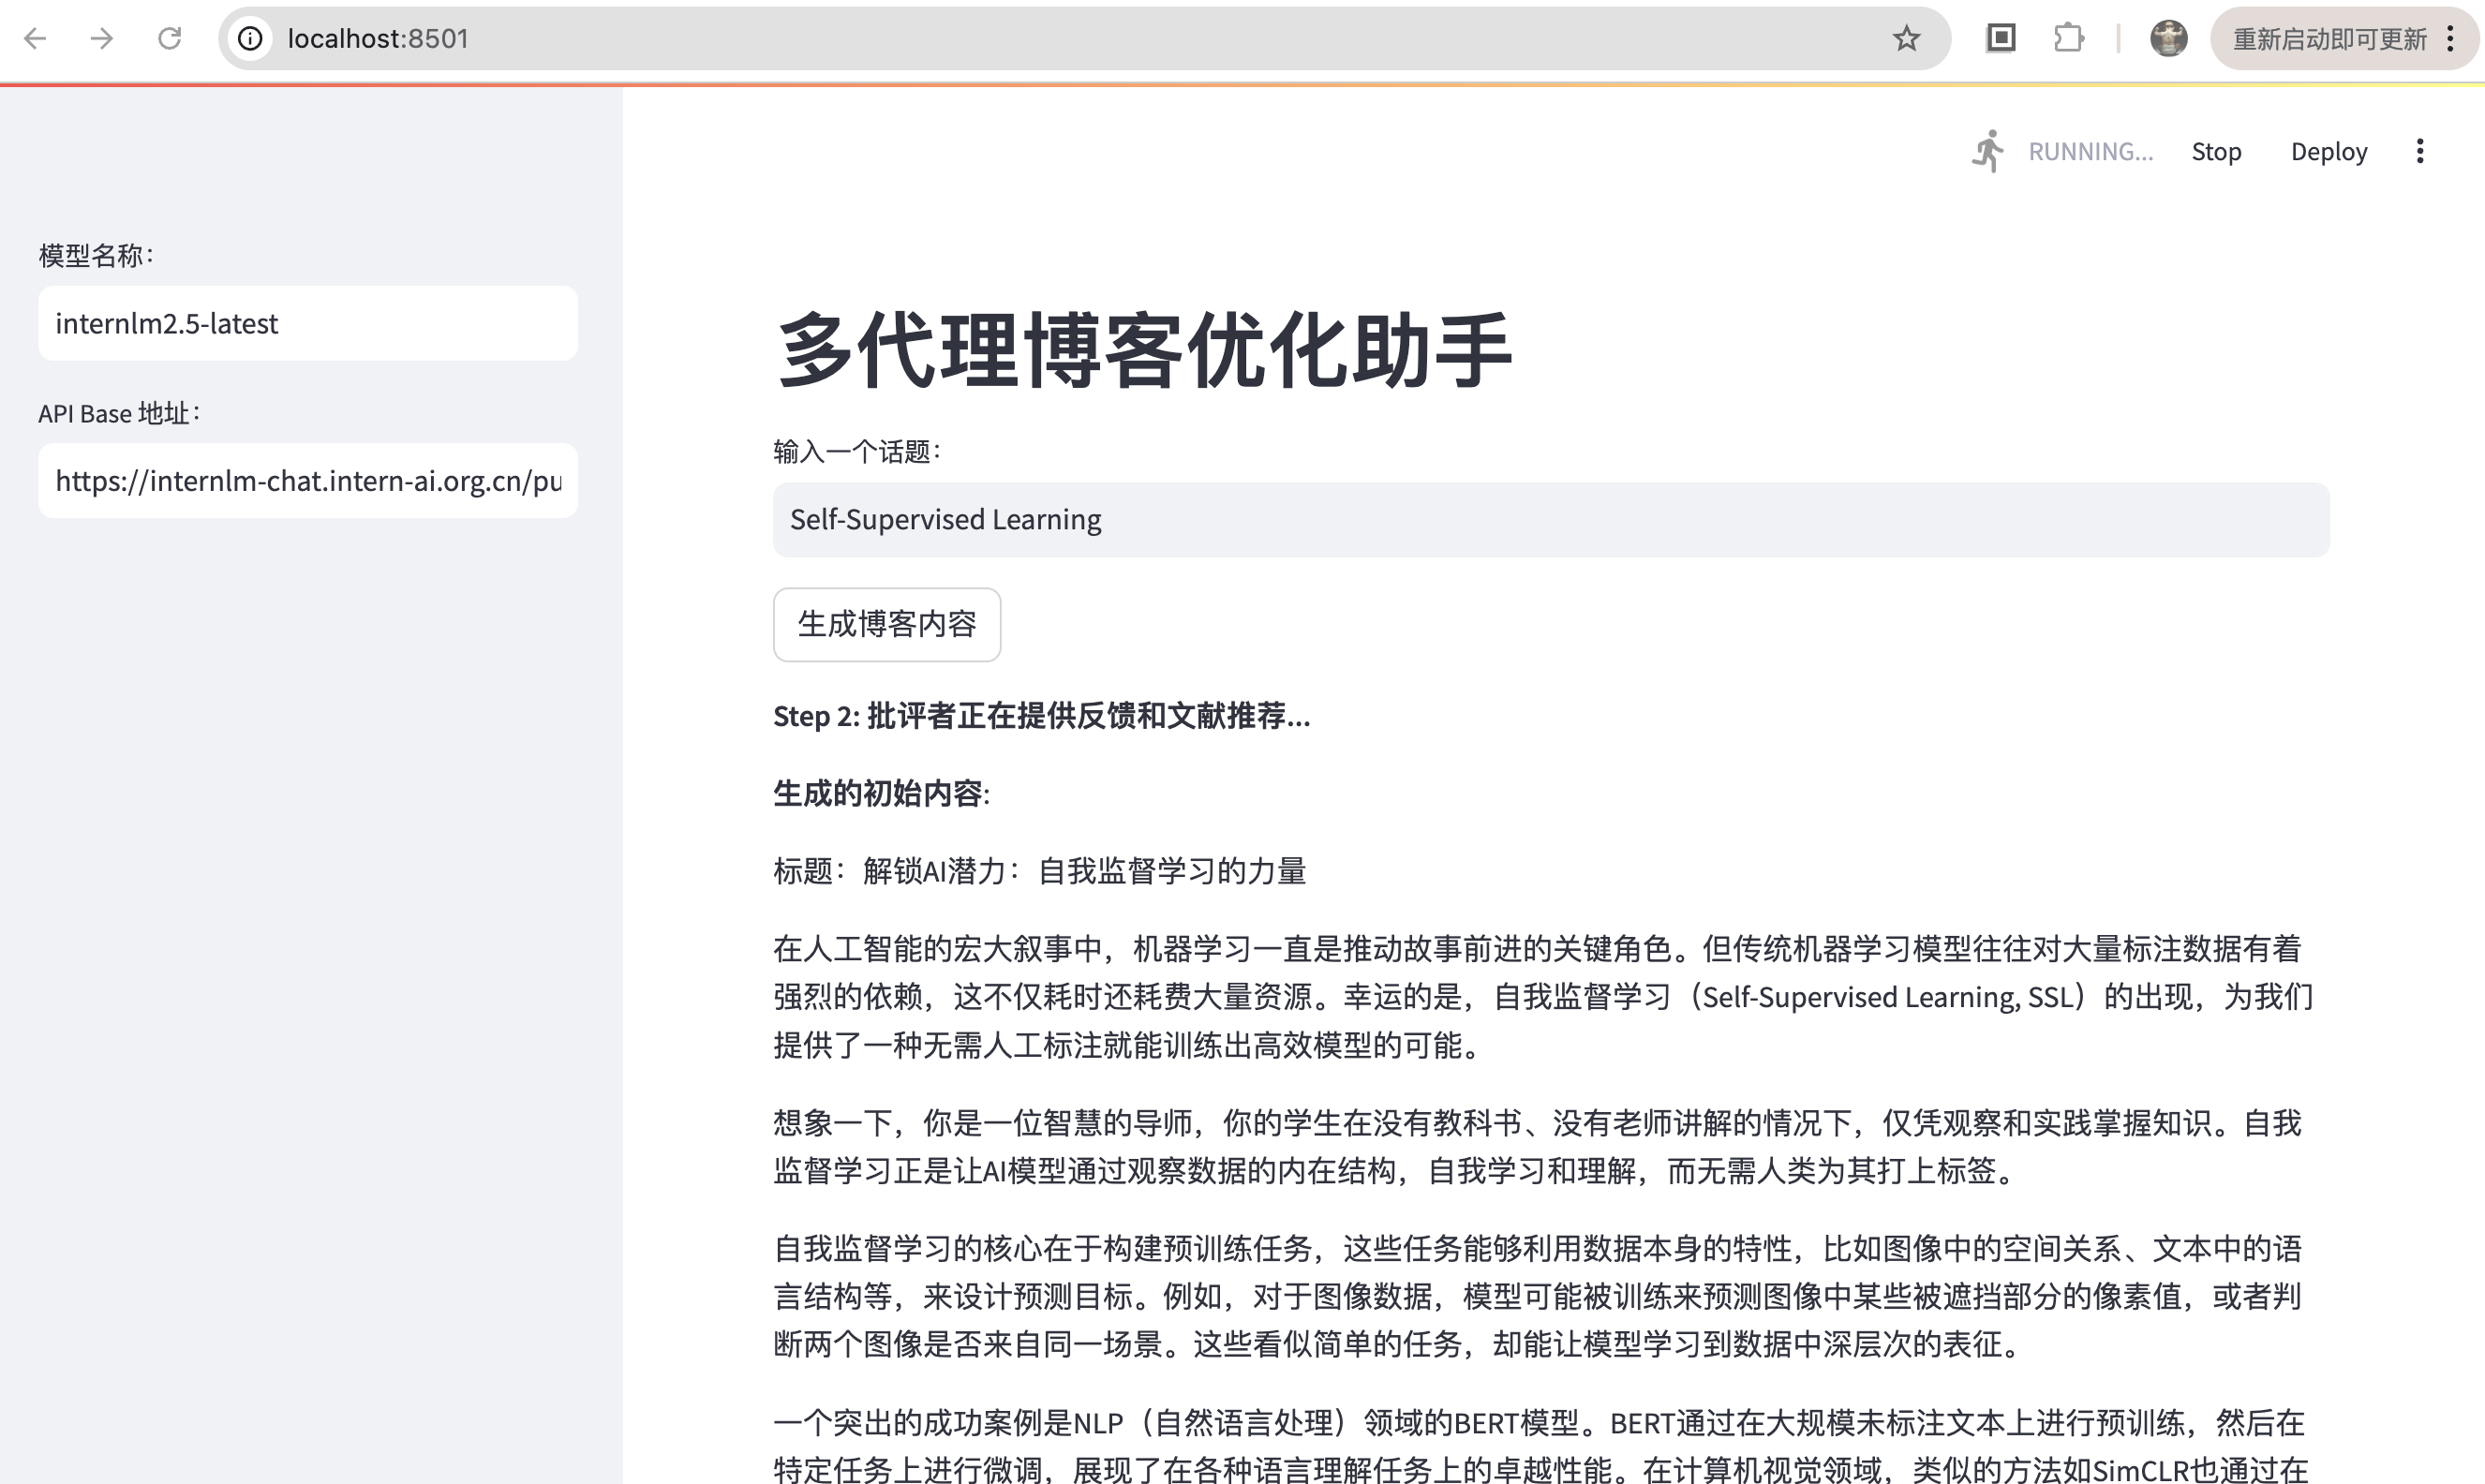 localhost:8501
重新启动即可更新
RUNNING...
Stop
Deploy
模型名称：
internlm2.5-latest
API Base 地址：
https://internlm-chat.intern-ai.org.cn/pu
多代理博客优化助手
输入一个话题：
Self-Supervised Learning
生成博客内容
Step 2: 批评者正在提供反馈和文献推荐...
生成的初始内容:
标题：解锁AI潜力：自我监督学习的力量
在人工智能的宏大叙事中，机器学习一直是推动故事前进的关键角色。但传统机器学习模型往往对大量标注数据有着
强烈的依赖，这不仅耗时还耗费大量资源。幸运的是，自我监督学习（Self-Supervised Learning, SSL）的出现，为我们
提供了一种无需人工标注就能训练出高效模型的可能。
想象一下，你是一位智慧的导师，你的学生在没有教科书、没有老师讲解的情况下，仅凭观察和实践掌握知识。自我
监督学习正是让AI模型通过观察数据的内在结构，自我学习和理解，而无需人类为其打上标签。
自我监督学习的核心在于构建预训练任务，这些任务能够利用数据本身的特性，比如图像中的空间关系、文本中的语
言结构等，来设计预测目标。例如，对于图像数据，模型可能被训练来预测图像中某些被遮挡部分的像素值，或者判
断两个图像是否来自同一场景。这些看似简单的任务，却能让模型学习到数据中深层次的表征。
一个突出的成功案例是NLP（自然语言处理）领域的BERT模型。BERT通过在大规模未标注文本上进行预训练，然后在
特定任务上进行微调，展现了在各种语言理解任务上的卓越性能。在计算机视觉领域，类似的方法如SimCLR也通过在